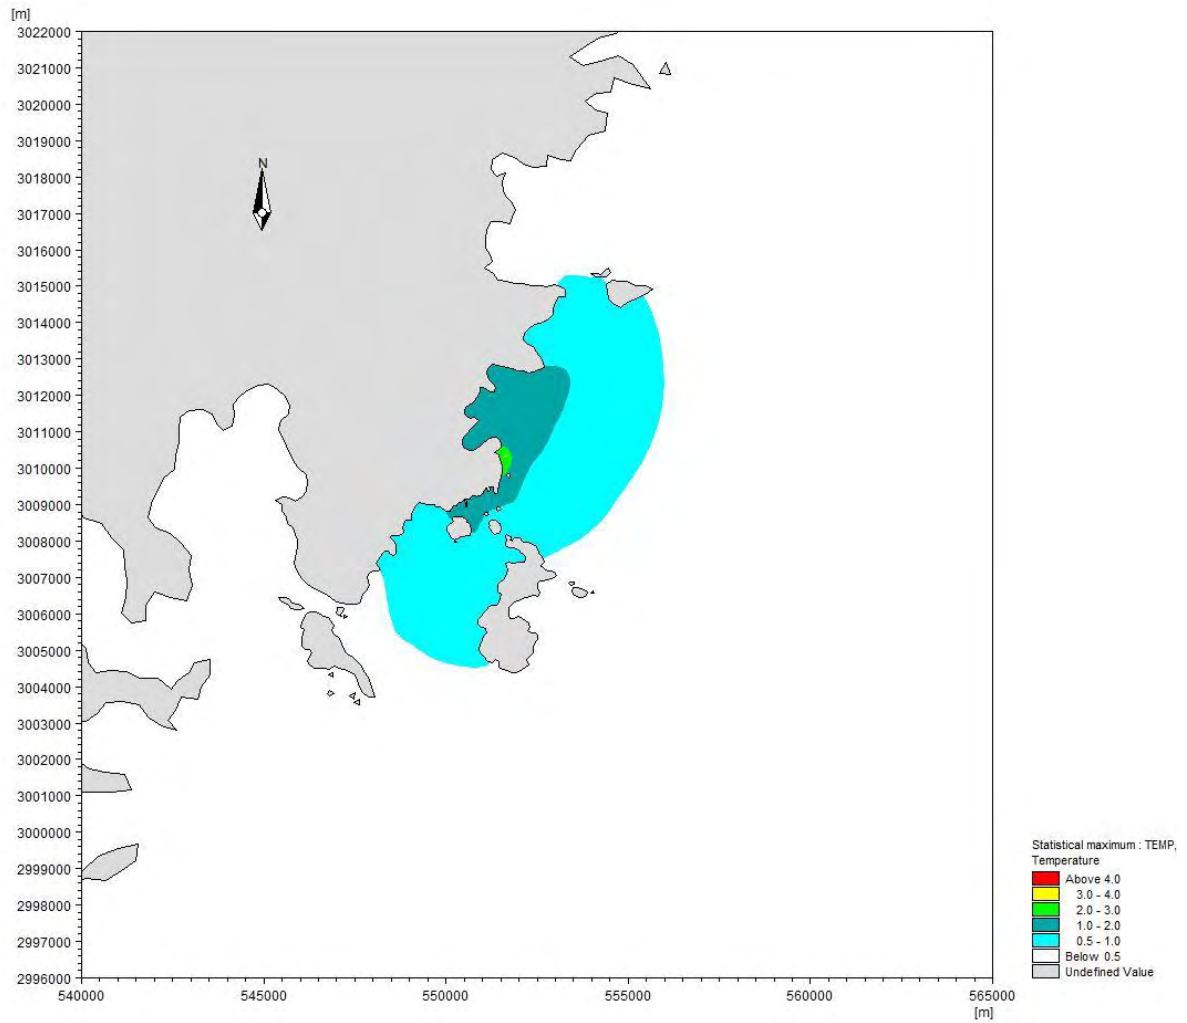 [m]
3022000
3021000
3020000
3019000
3018000
3017000
3016000
3015000
3014000
3013000
3012000
3011000
3010000
3009000
3008000
3007000
3006000
3005000
3004000
3003000
3002000
3001000
3000000
2999000
2998000
2997000
2996000
N
540000 545000 550000 555000 560000 565000
[m]
Statistical maximum : TEMP,
Temperature
Above 4.0
3.0 - 4.0
2.0 - 3.0
1.0 - 2.0
0.5 - 1.0
Below 0.5
Undefined Value